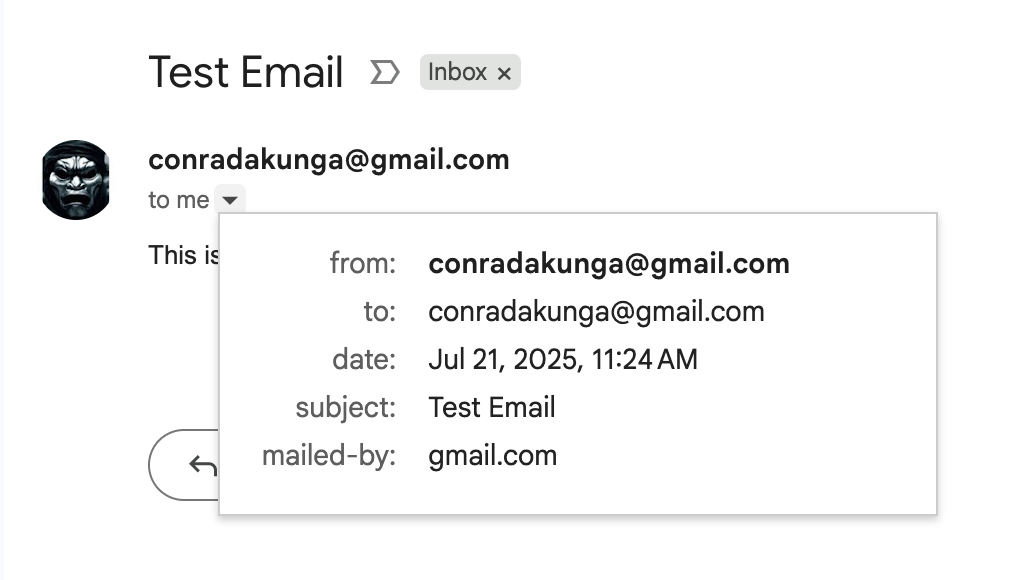 Test Email Inbox ×
conradakunga@gmail.com
to me
This is
from: conradakunga@gmail.com
to: conradakunga@gmail.com
date: Jul 21, 2025, 11:24 AM
subject: Test Email
mailed-by: gmail.com